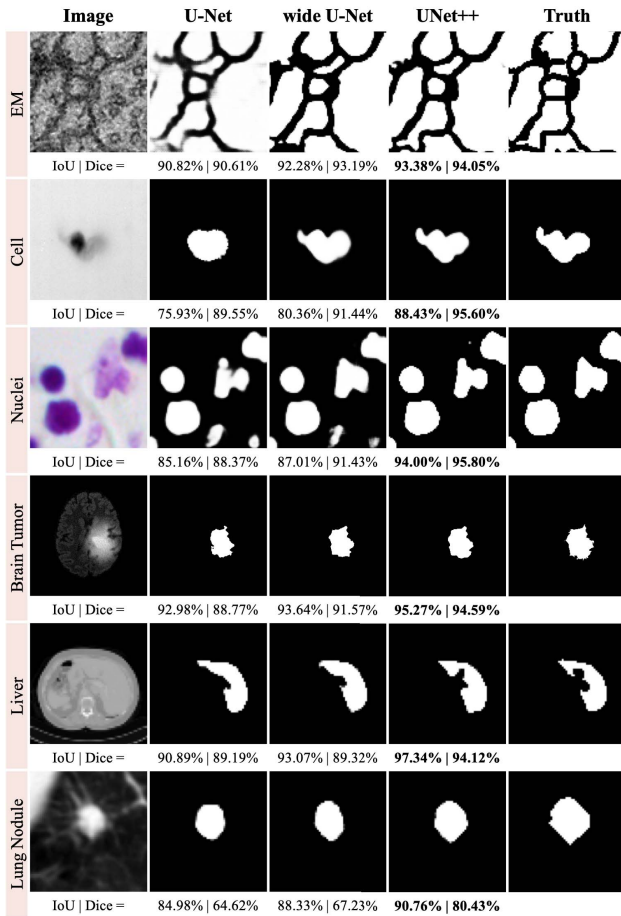 Image U-Net wide U-Net UNet++ Truth
EM
IoU | Dice = 90.82% | 90.61% 92.28% | 93.19% 93.38% | 94.05%
Cell
IoU | Dice = 75.93% | 89.55% 80.36% | 91.44% 88.43% | 95.60%
Nuclei
IoU | Dice = 85.16% | 88.37% 87.01% | 91.43% 94.00% | 95.80%
Brain Tumor
IoU | Dice = 92.98% | 88.77% 93.64% | 91.57% 95.27% | 94.59%
Liver
IoU | Dice = 90.89% | 89.19% 93.07% | 89.32% 97.34% | 94.12%
Lung Nodule
IoU | Dice = 84.98% | 64.62% 88.33% | 67.23% 90.76% | 80.43%